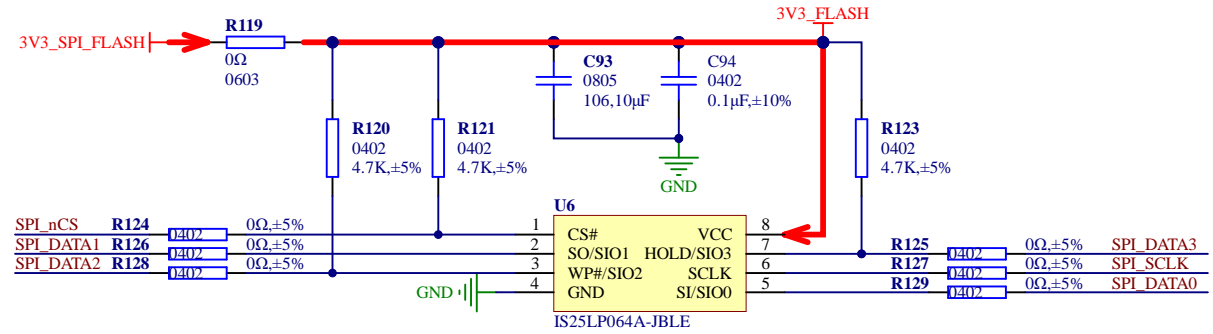 3V3_FLASH
R119
3V3_SPI_FLASH
0Ω
0603
C93
0805
106,10μF
C94
0402
0.1μF,±10%
R120
0402
4.7K,±5%
R121
0402
4.7K,±5%
R123
0402
4.7K,±5%
GND
U6
SPI_nCS R124 0402 0Ω,±5% 1 CS# VCC 8
SPI_DATA1 R126 0402 0Ω,±5% 2 SO/SIO1 HOLD/SIO3 7 R125 0402 0Ω,±5% SPI_DATA3
SPI_DATA2 R128 0402 0Ω,±5% 3 WP#/SIO2 SCLK 6 R127 0402 0Ω,±5% SPI_SCLK
GND 4 GND SI/SIO0 5 R129 0402 0Ω,±5% SPI_DATA0
IS25LP064A-JBLE